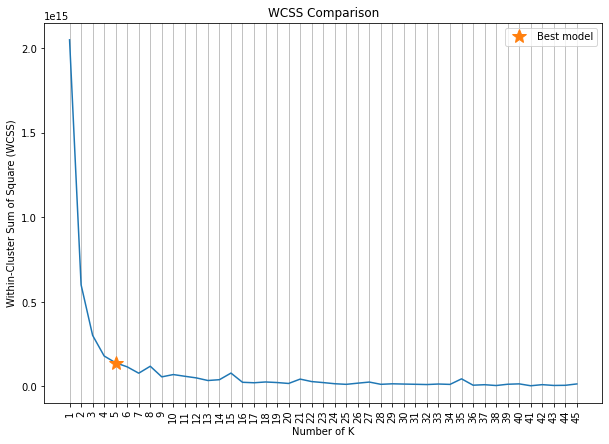 WCSS Comparison
1e15
Best model
2.0
1.5
1.0
0.5
0.0
Within-Cluster Sum of Square (WCSS)
1 2 3 4 5 6 7 8 9 10 11 12 13 14 15 16 17 18 19 20 21 22 23 24 25 26 27 28 29 30 31 32 33 34 35 36 37 38 39 40 41 42 43 44 45
Number of K